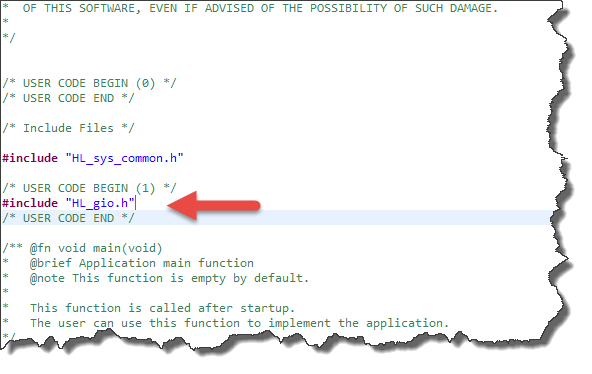 *  OF THIS SOFTWARE, EVEN IF ADVISED OF THE POSSIBILITY OF SUCH DAMAGE.
*
*/
/* USER CODE BEGIN (0) */
/* USER CODE END */
/* Include Files */
#include "HL_sys_common.h"
/* USER CODE BEGIN (1) */
#include "HL_gio.h"
/* USER CODE END */
/** @fn void main(void)
*   @brief Application main function
*   @note This function is empty by default.
*
*   This function is called after startup.
*   The user can use this function to implement the application.
*/